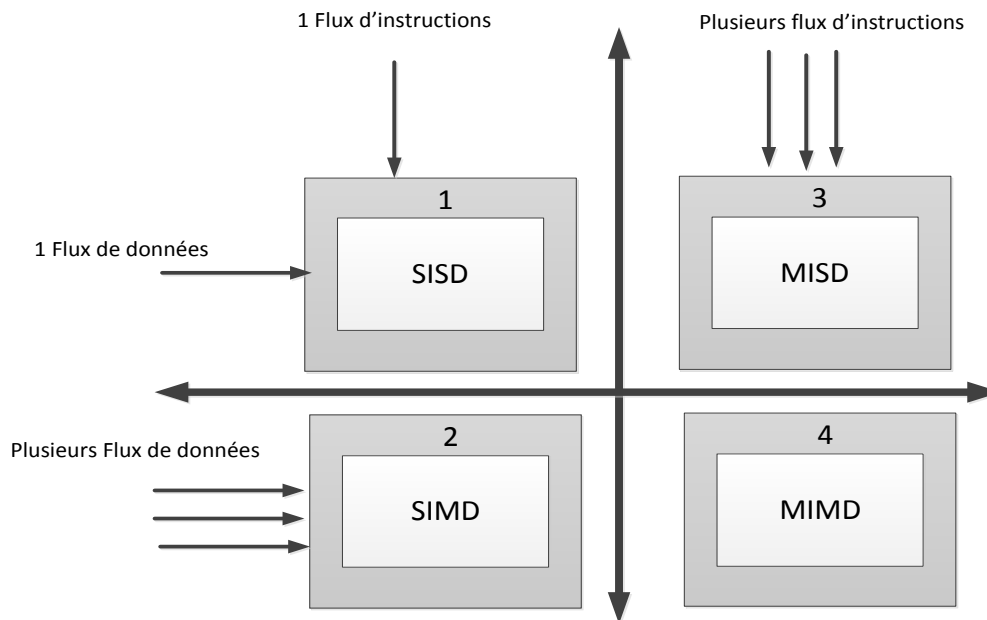 1 Flux d’instructions
Plusieurs flux d’instructions
1
3
1 Flux de données
SISD
MISD
2
4
Plusieurs Flux de données
SIMD
MIMD